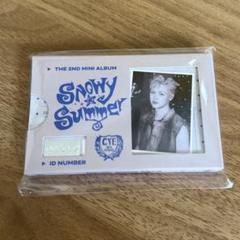 ▶ THE 2ND MINI ALBUM
Snowy
Summer
CYE
▶ ID NUMBER